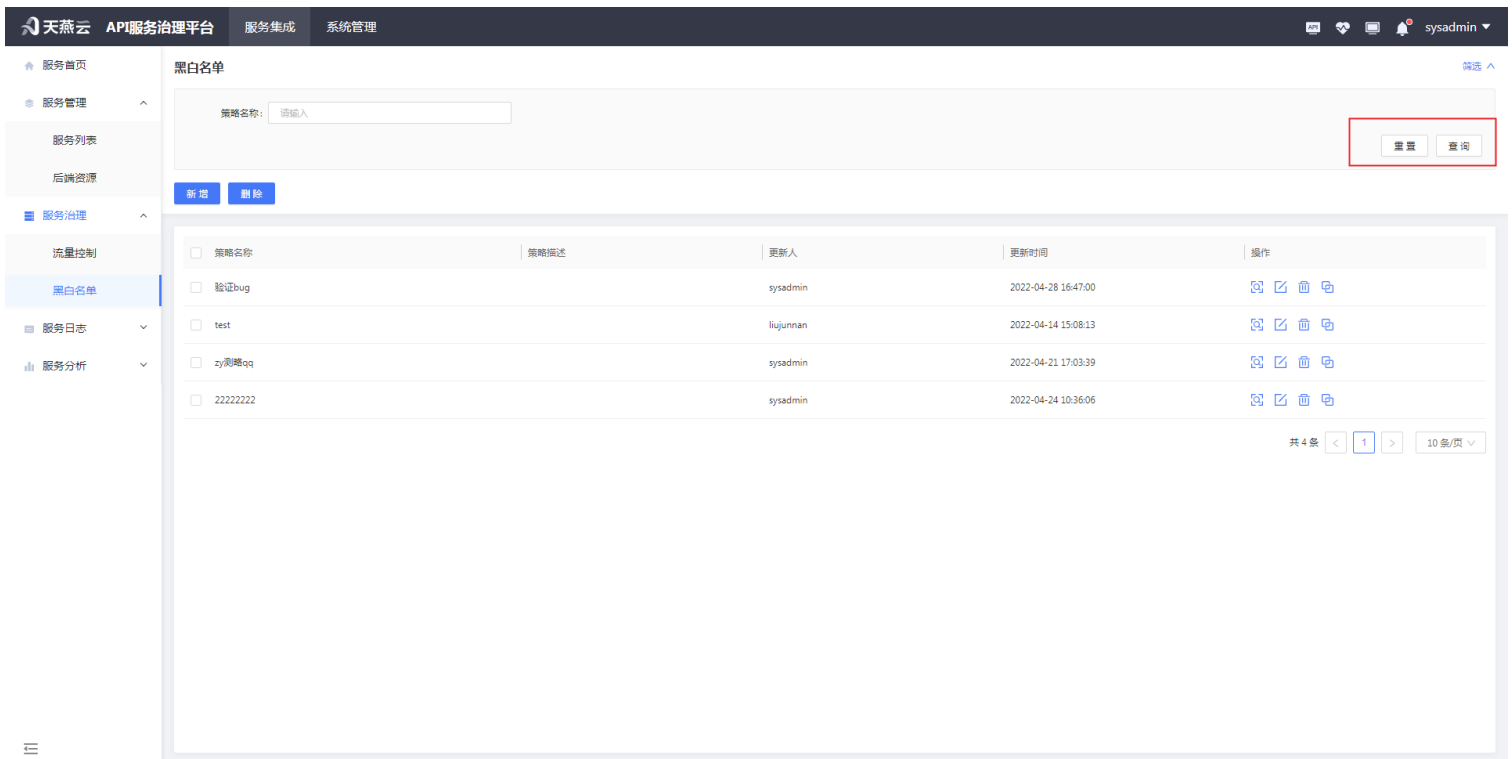 天燕云 API服务治理平台 服务集成 系统管理 API sysadmin
服务首页
服务管理
服务列表
后端资源
服务治理
流量控制
黑白名单
服务日志
服务分析
黑白名单 筛选
策略名称: 请输入
重置 查询
新增 删除
策略名称 策略描述 更新人 更新时间 操作
验证bug sysadmin 2022-04-28 16:47:00
test liujunnan 2022-04-14 15:08:13
zy测略qq sysadmin 2022-04-21 17:03:39
22222222 sysadmin 2022-04-24 10:36:06
共4条 < 1 > 10条/页